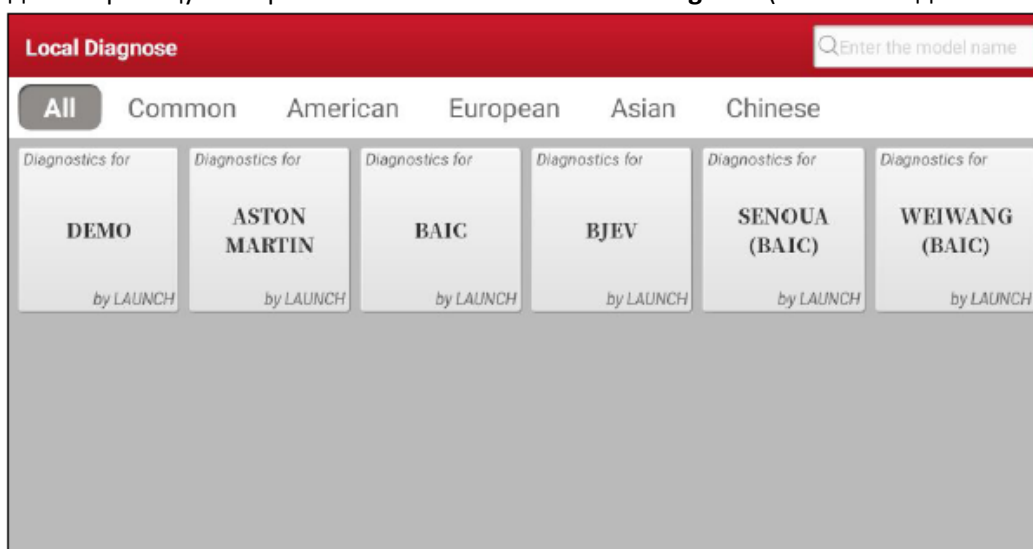 Local Diagnose
Enter the model name
All Common American European Asian Chinese
Diagnostics for Diagnostics for Diagnostics for Diagnostics for Diagnostics for Diagnostics for
DEMO ASTON MARTIN BAIC BJEV SENOUA (BAIC) WEIWANG (BAIC)
by LAUNCH by LAUNCH by LAUNCH by LAUNCH by LAUNCH by LAUNCH